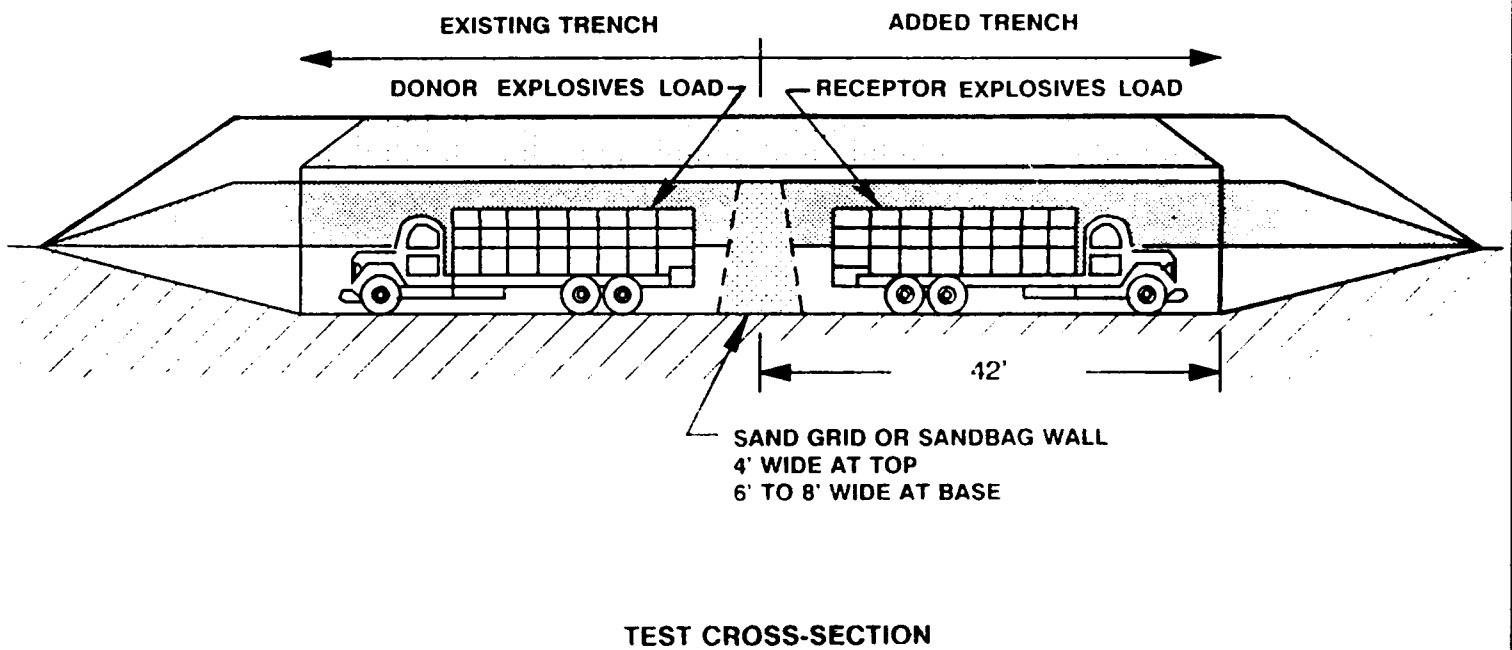 EXISTING TRENCH
ADDED TRENCH
DONOR EXPLOSIVES LOAD
RECEPTOR EXPLOSIVES LOAD
42'
SAND GRID OR SANDBAG WALL
4' WIDE AT TOP
6' TO 8' WIDE AT BASE
TEST CROSS-SECTION